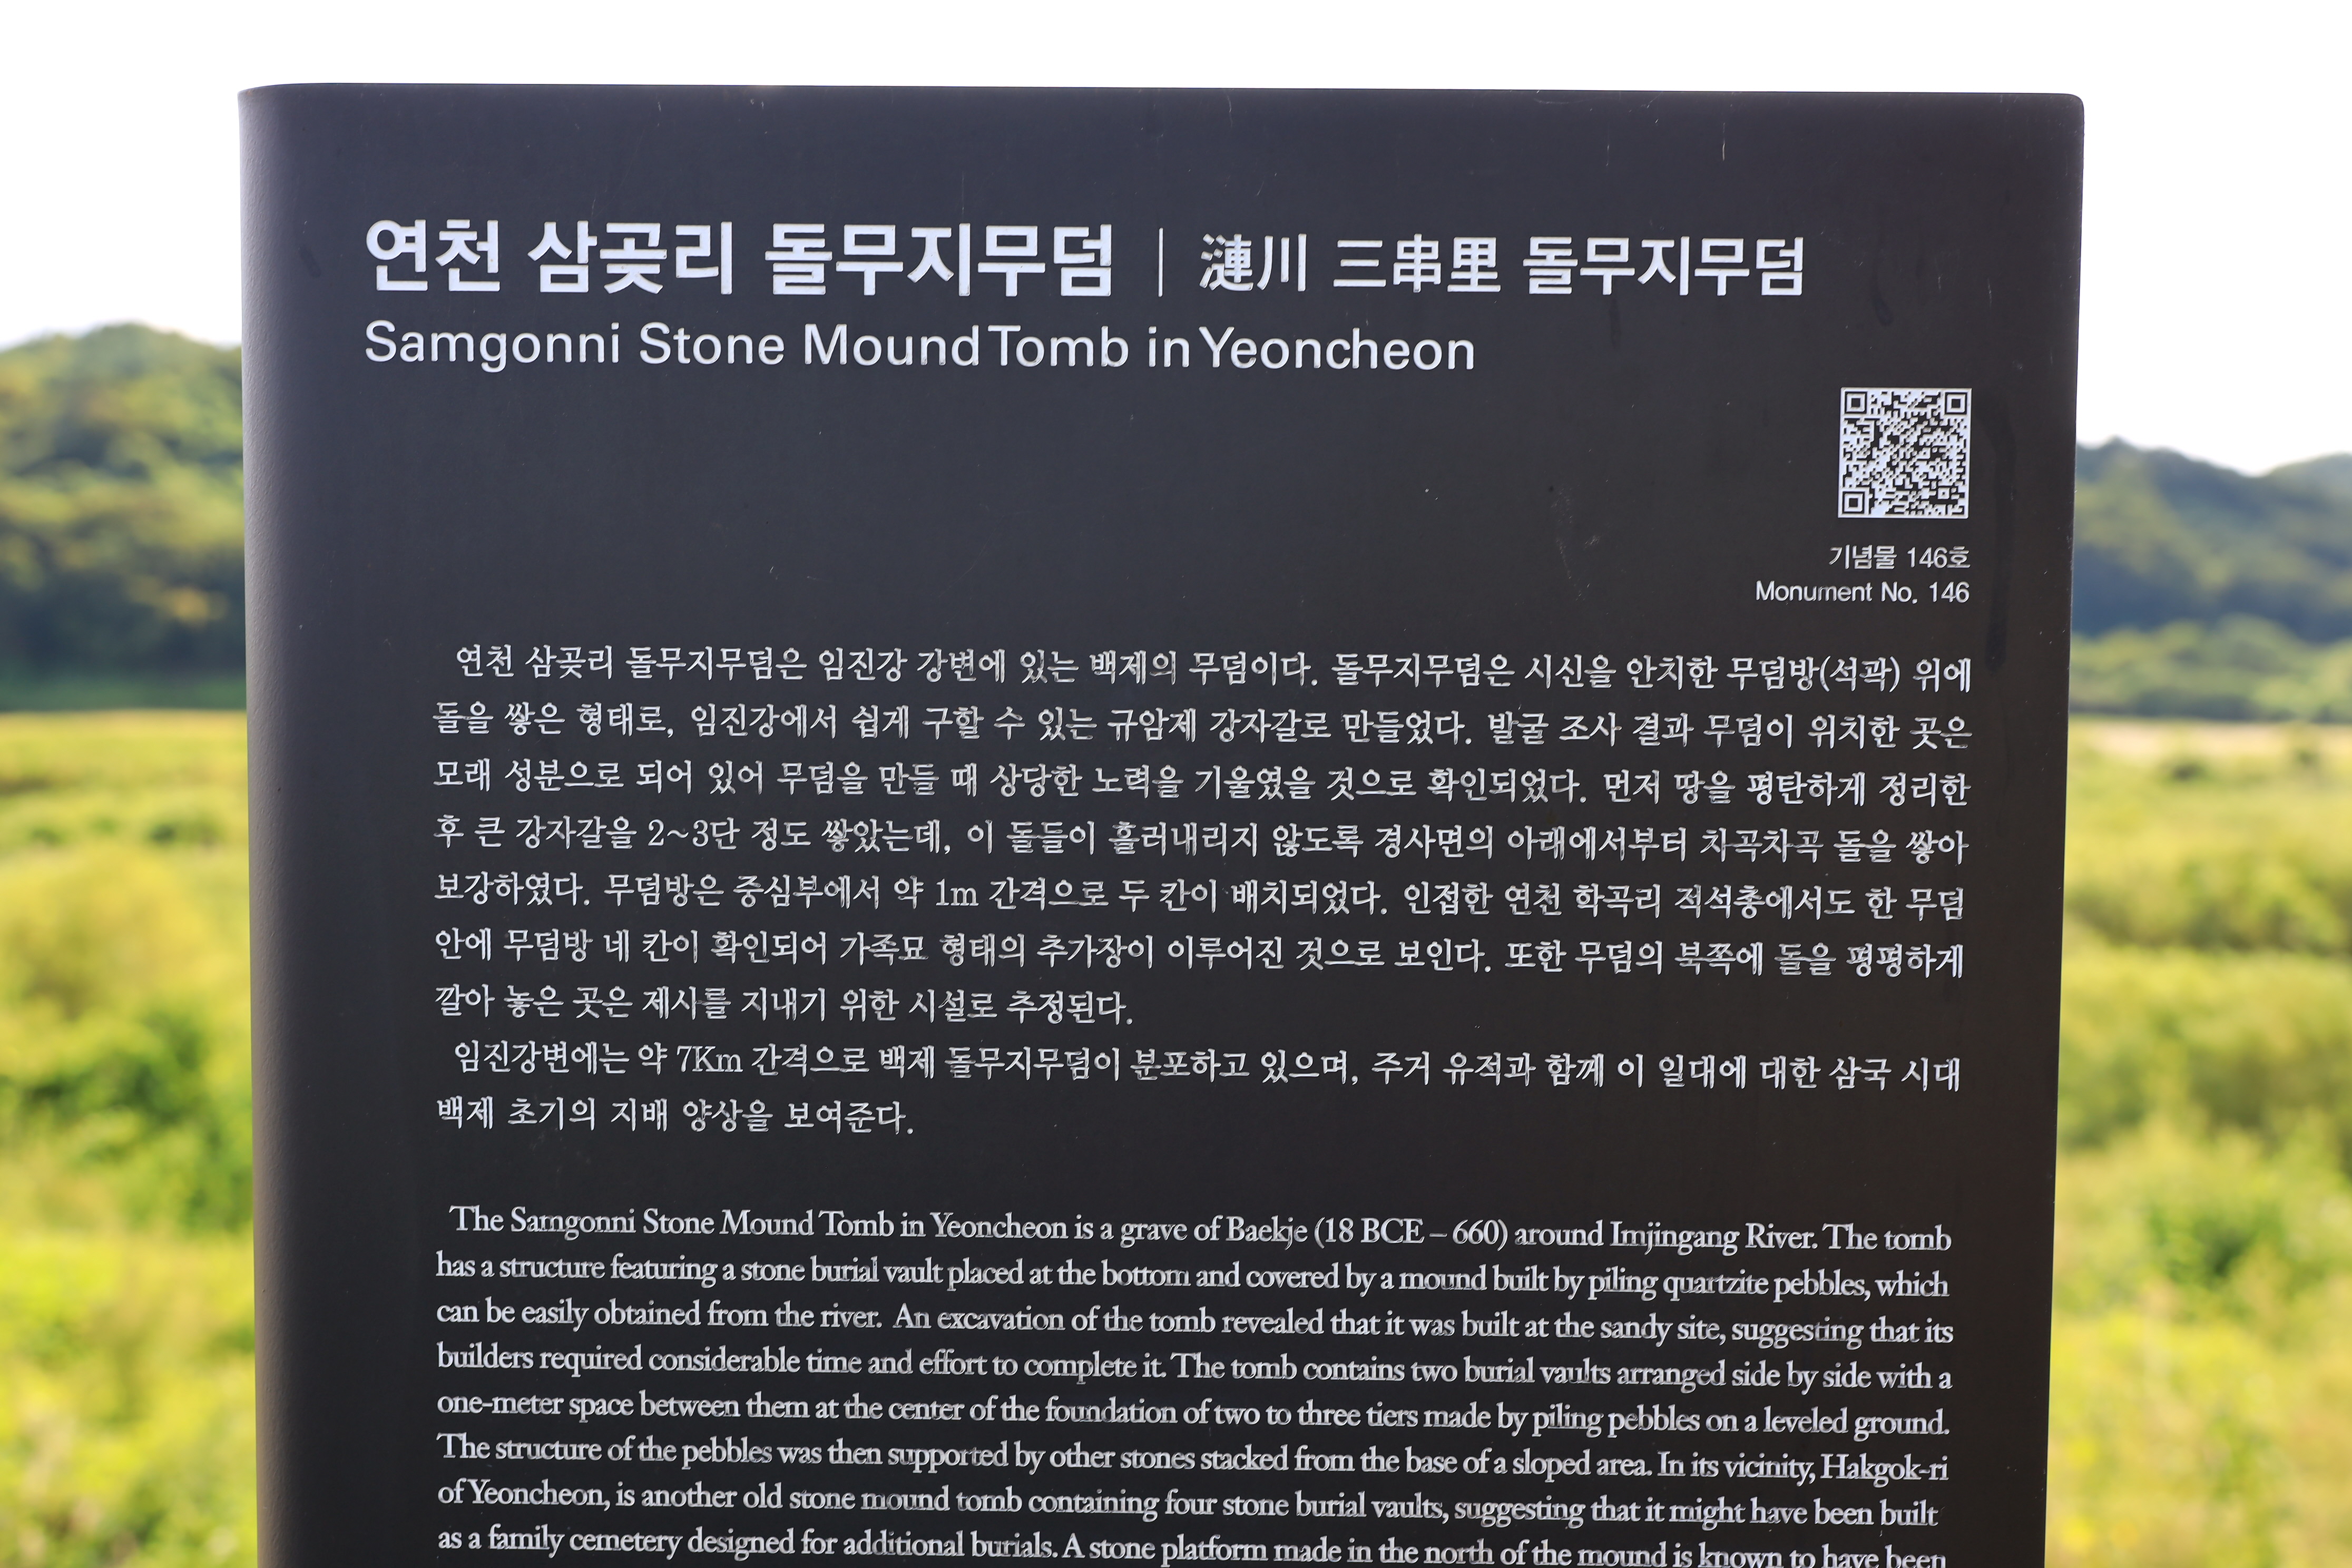 연천 삼곶리 돌무지무덤 | 漣川 三串里 돌무지무덤
Samgonni Stone Mound Tomb in Yeoncheon
기념물 146호
Monument No. 146
연천 삼곶리 돌무지무덤은 임진강 강변에 있는 백제의 무덤이다. 돌무지무덤은 시신을 안치한 무덤방(석곽) 위에
돌을 쌓은 형태로, 임진강에서 쉽게 구할 수 있는 규암제 강자갈로 만들었다. 발굴 조사 결과 무덤이 위치한 곳은
모래 성분으로 되어 있어 무덤을 만들 때 상당한 노력을 기울였을 것으로 확인되었다. 먼저 땅을 평탄하게 정리한
후 큰 강자갈을 2~3단 정도 쌓았는데, 이 돌들이 흘러내리지 않도록 경사면의 아래에서부터 차곡차곡 돌을 쌓아
보강하였다. 무덤방은 중심부에서 약 1m 간격으로 두 칸이 배치되었다. 인접한 연천 학곡리 적석총에서도 한 무덤
안에 무덤방 네 칸이 확인되어 가족묘 형태의 추가장이 이루어진 것으로 보인다. 또한 무덤의 북쪽에 돌을 평평하게
깔아 놓은 곳은 제사를 지내기 위한 시설로 추정된다.
임진강변에는 약 7Km 간격으로 백제 돌무지무덤이 분포하고 있으며, 주거 유적과 함께 이 일대에 대한 삼국 시대
백제 초기의 지배 양상을 보여준다.
The Samgonni Stone Mound Tomb in Yeoncheon is a grave of Baekje (18 BCE – 660) around Imjingang River. The tomb
has a structure featuring a stone burial vault placed at the bottom and covered by a mound built by piling quartzite pebbles, which
can be easily obtained from the river. An excavation of the tomb revealed that it was built at the sandy site, suggesting that its
builders required considerable time and effort to complete it. The tomb contains two burial vaults arranged side by side with a
one-meter space between them at the center of the foundation of two to three tiers made by piling pebbles on a leveled ground.
The structure of the pebbles was then supported by other stones stacked from the base of a sloped area. In its vicinity, Hakgok-ri
of Yeoncheon, is another old stone mound tomb containing four stone burial vaults, suggesting that it might have been built
as a family cemetery designed for additional burials. A stone platform made in the north of the mound is known to have been